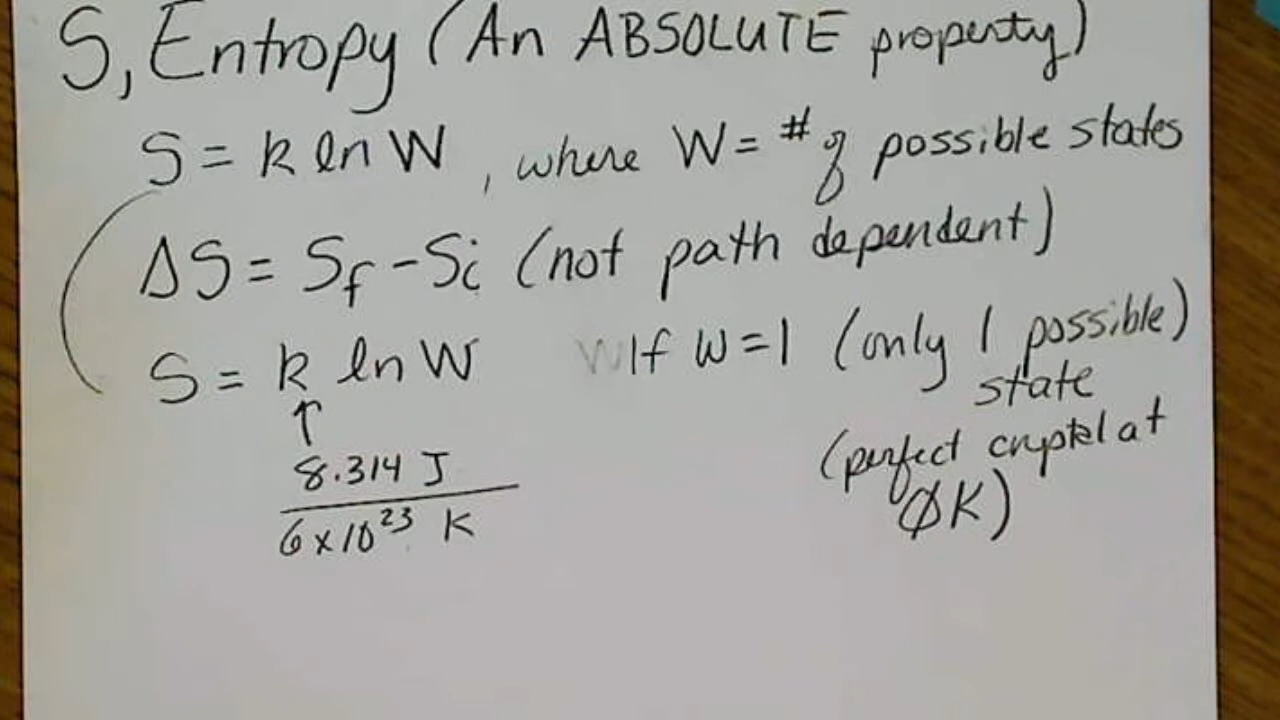 S, Entropy (An ABSOLUTE property)
S = k ln W, where W = # of possible states
ΔS = Sf - Si (not path dependent)
S = k ln W W If W = 1 (only 1 possible)
state
↑
(perfect crystal at
8.314 J
ØK)
6 x 10²³ K